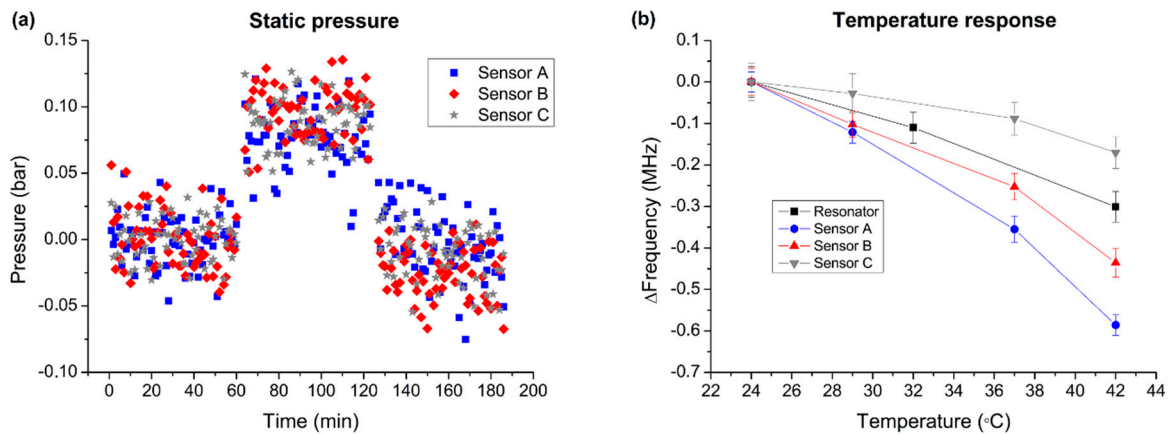 (a)
Static pressure
0.15
0.10
0.05
0.00
-0.05
-0.10
Pressure (bar)
0 20 40 60 80 100 120 140 160 180 200
Time (min)
Sensor A
Sensor B
Sensor C
(b)
Temperature response
0.1
0.0
-0.1
-0.2
-0.3
-0.4
-0.5
-0.6
-0.7
ΔFrequency (MHz)
22 24 26 28 30 32 34 36 38 40 42 44
Temperature (◦C)
Resonator
Sensor A
Sensor B
Sensor C